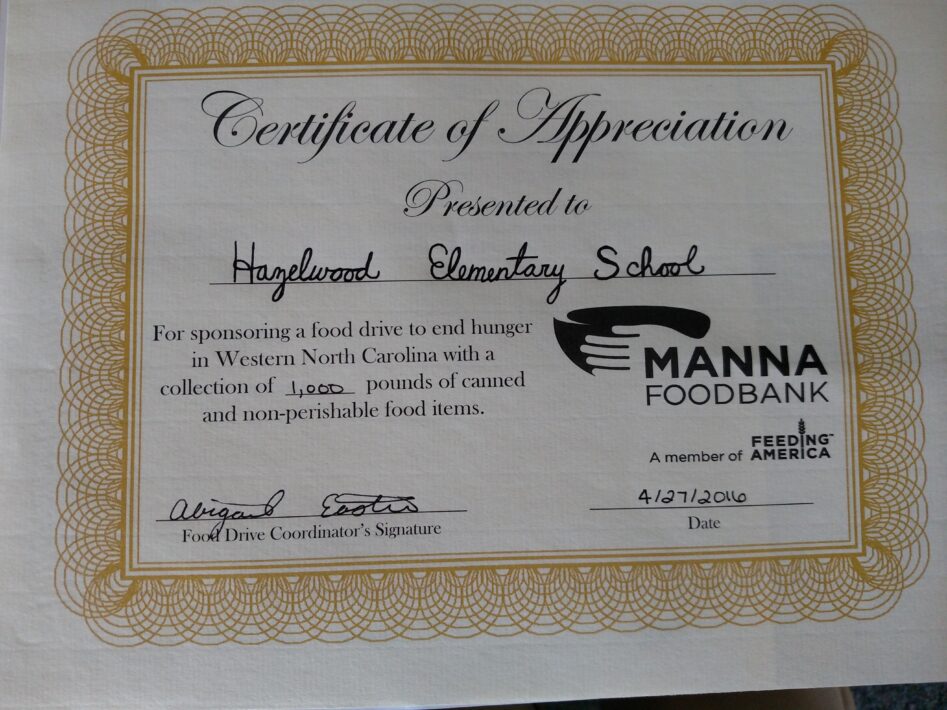 Certificate of Appreciation
Presented to
Hazelwood Elementary School
For sponsoring a food drive to end hunger
in Western North Carolina with a
collection of 1,000 pounds of canned
and non-perishable food items.
MANNA
FOODBANK
A member of FEEDING™ AMERICA
4/27/2016
Food Drive Coordinator's Signature
Date